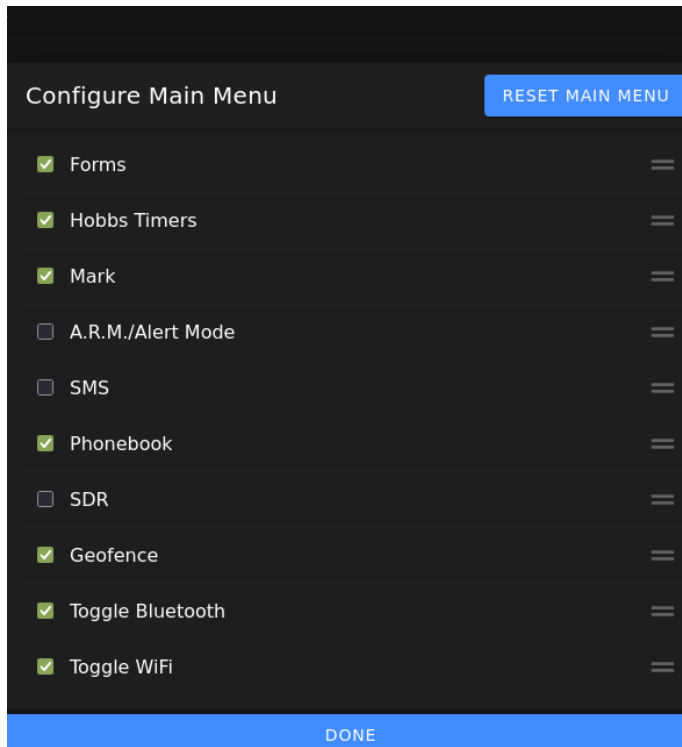 Configure Main Menu
RESET MAIN MENU
Forms
Hobbs Timers
Mark
A.R.M./Alert Mode
SMS
Phonebook
SDR
Geofence
Toggle Bluetooth
Toggle WiFi
DONE